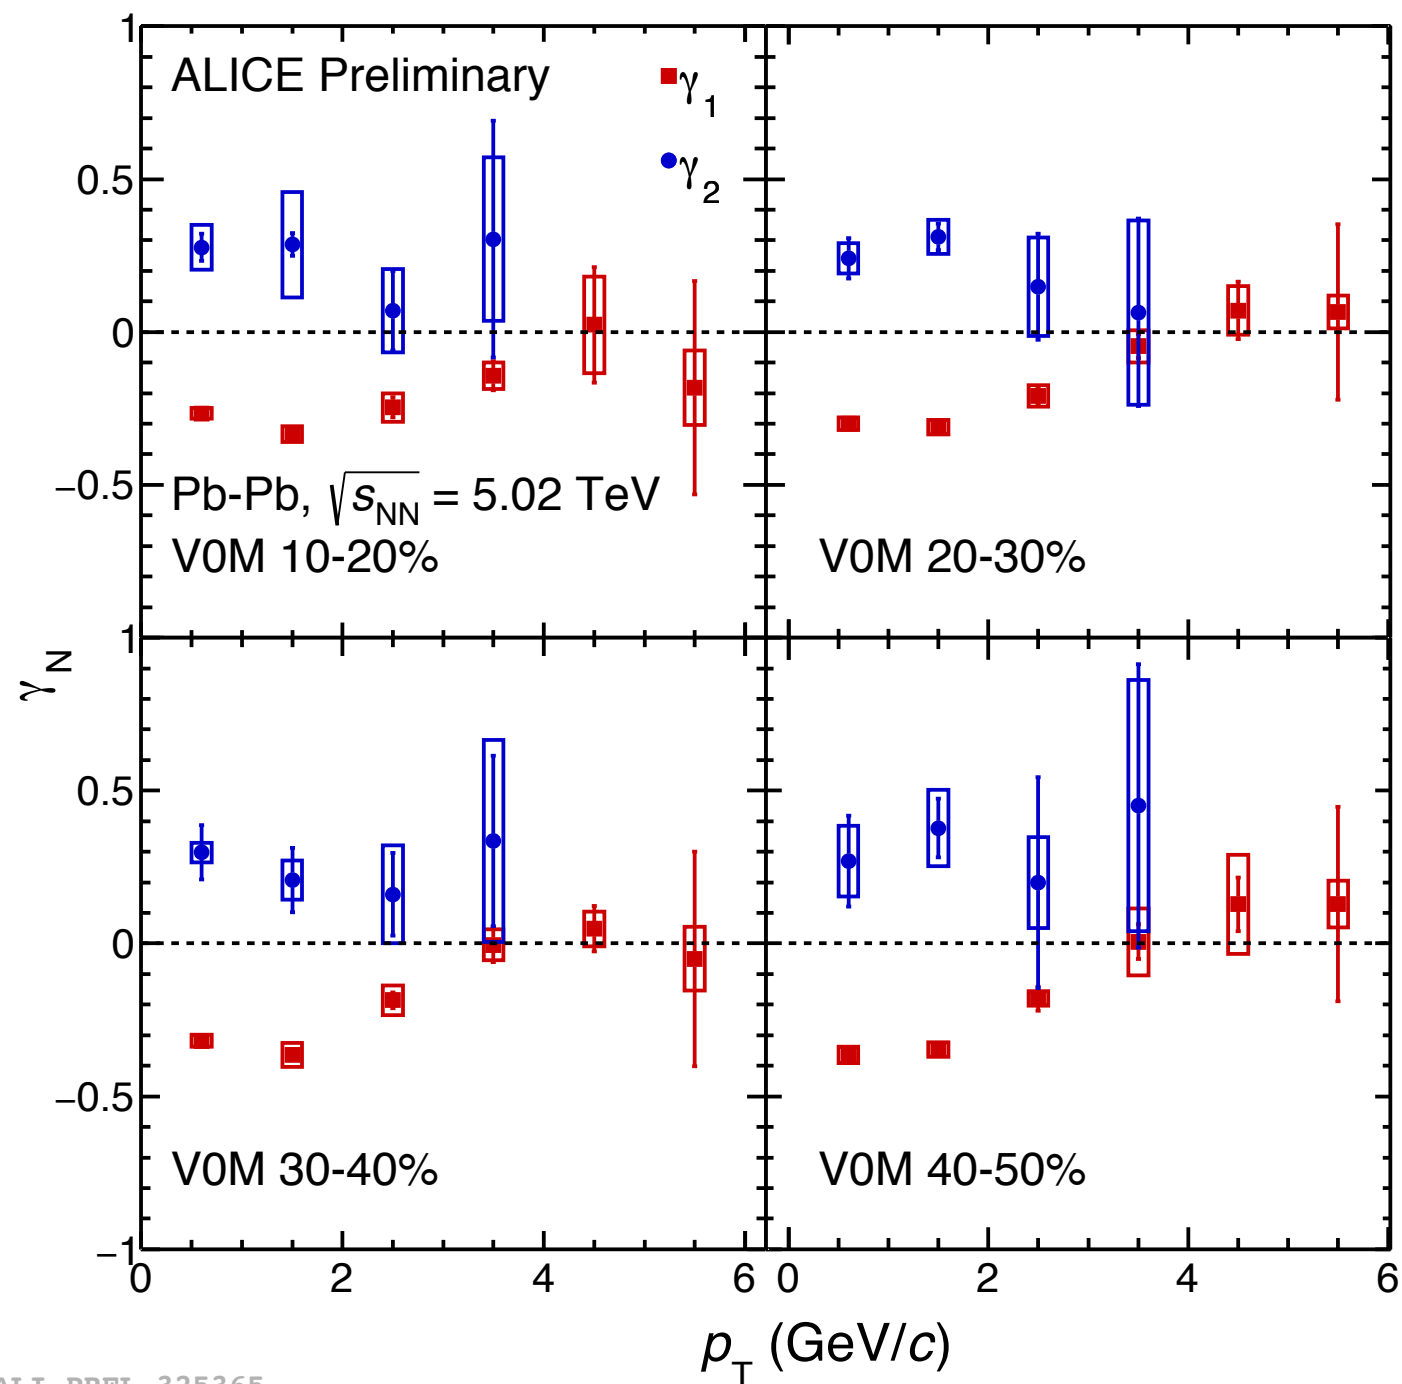 1
ALICE Preliminary
γ1
γ2
0.5
0
−0.5
Pb-Pb, √sNN = 5.02 TeV
V0M 10-20%
V0M 20-30%
1
γN
0.5
0
−0.5
V0M 30-40%
V0M 40-50%
−1
0 2 4 6 0 2 4 6
pT (GeV/c)